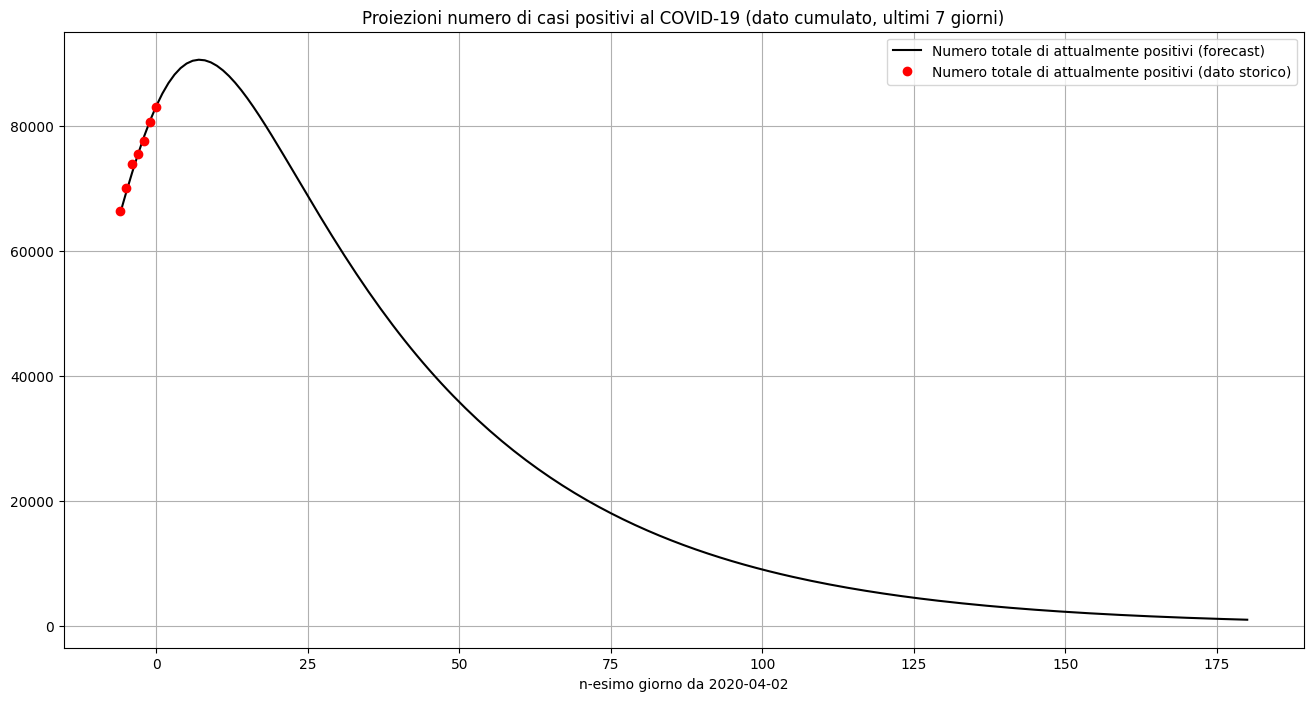 Proiezioni numero di casi positivi al COVID-19 (dato cumulato, ultimi 7 giorni)
Numero totale di attualmente positivi (forecast)
Numero totale di attualmente positivi (dato storico)
80000
60000
40000
20000
0
0 25 50 75 100 125 150 175
n-esimo giorno da 2020-04-02